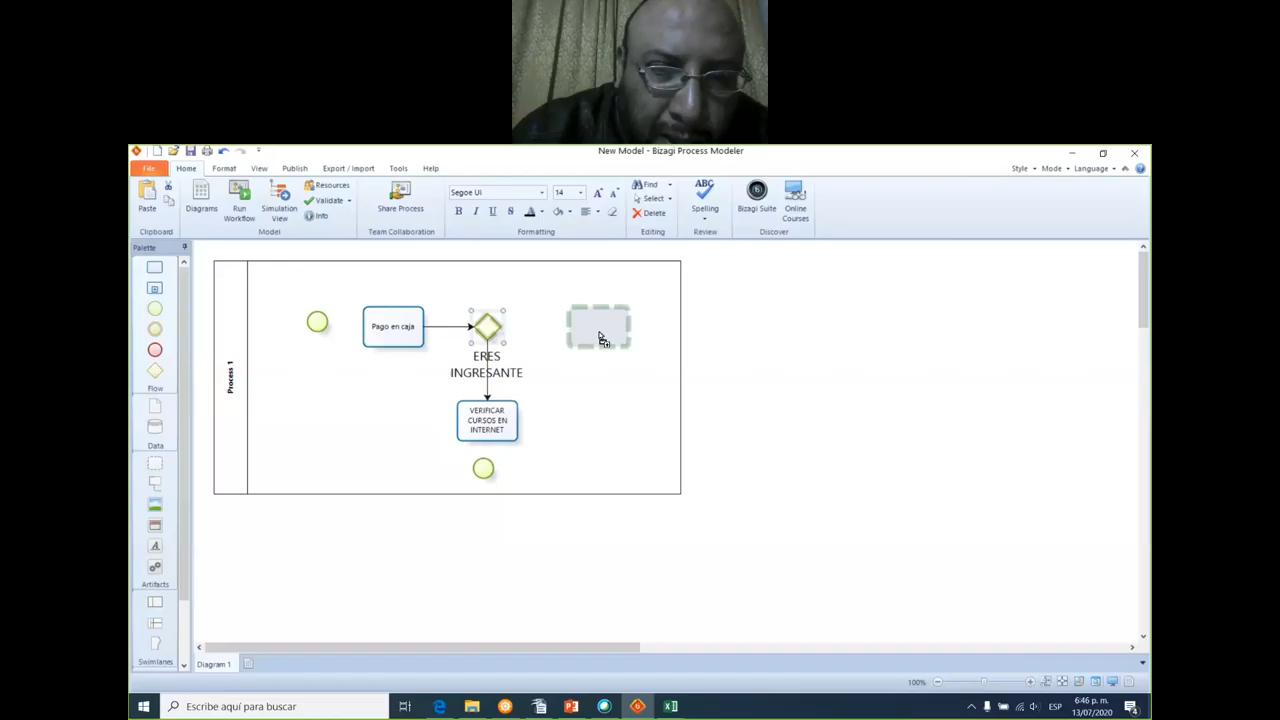 New Model - Bizagi Process Modeler
File Home Format View Publish Export / Import Tools Help
Style Mode Language
Paste
Diagrams
Run
Workflow
Simulation
View
Resources
Validate
Info
Share Process
Segoe UI
14
B I U S A
Find
Select
Delete
ABC
Spelling
Bizagi Suite
Online
Courses
Clipboard
Model
Team Collaboration
Formatting
Editing
Review
Discover
Palette
Flow
Data
A
Artifacts
Swimlanes
Process 1
Pago en caja
ERES
INGRESANTE
VERIFICAR
CURSOS EN
INTERNET
Diagram 1
100%
Escribe aquí para buscar
ESP
6:46 p. m.
13/07/2020
4